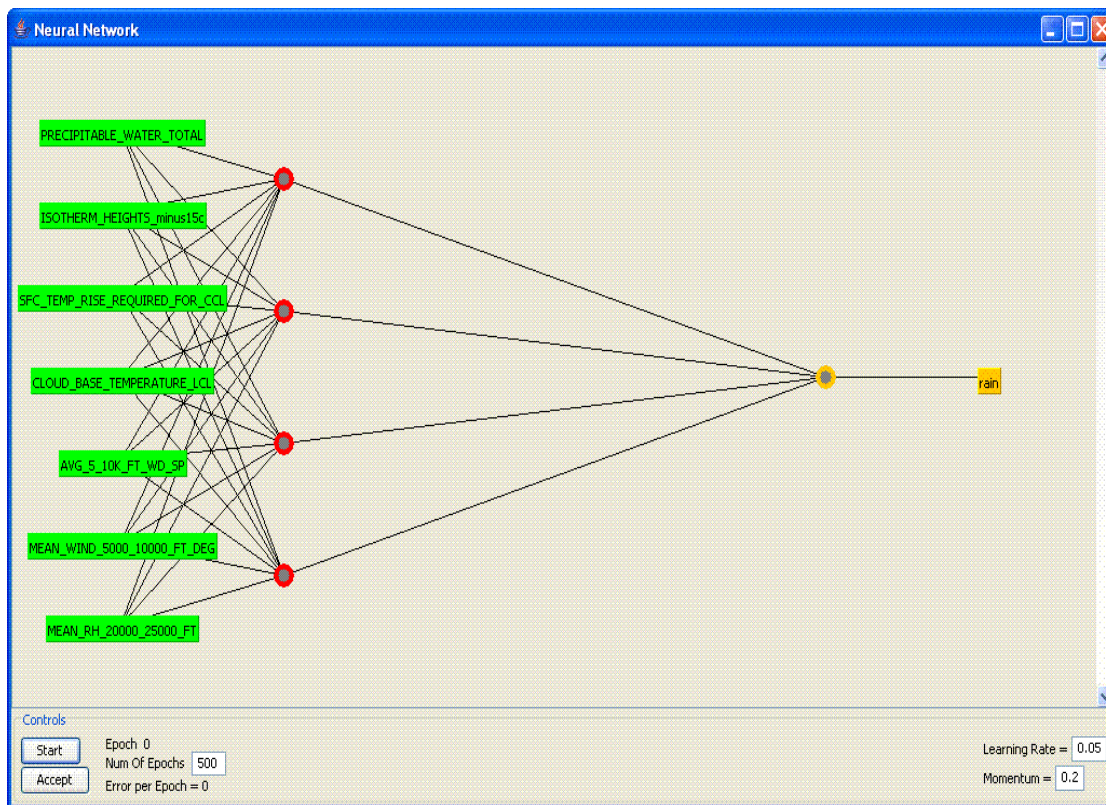 Neural Network
PRECIPITABLE_WATER_TOTAL
ISOTHERM_HEIGHTS_minus15c
SFC_TEMP_RISE_REQUIRED_FOR_CCL
CLOUD_BASE_TEMPERATURE_LCL
AVG_5_10K_FT_WD_SP
MEAN_WIND_5000_10000_FT_DEG
MEAN_RH_20000_25000_FT
rain
Controls
Start
Accept
Epoch 0
Num Of Epochs 500
Error per Epoch = 0
Learning Rate = 0.05
Momentum = 0.2